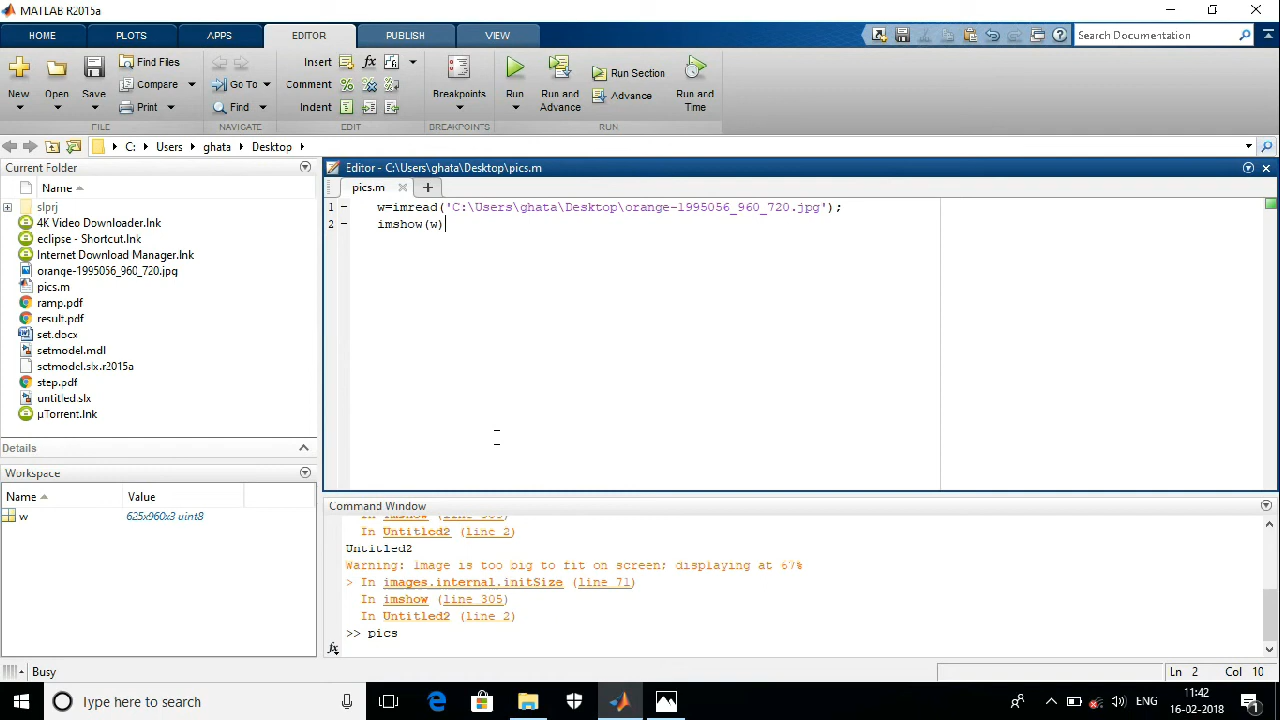 MATLAB R2015a
HOME PLOTS APPS EDITOR PUBLISH VIEW Search Documentation
New Open Save Find Files Compare Print Go To Find Insert fx Comment Indent Breakpoints Run Run and Advance Run Section Advance Run and Time
FILE NAVIGATE EDIT BREAKPOINTS RUN
C: Users ghata Desktop
Current Folder
Name
slprj
4K Video Downloader.lnk
eclipse - Shortcut.lnk
Internet Download Manager.lnk
orange-1995056_960_720.jpg
pics.m
ramp.pdf
result.pdf
set.docx
setmodel.mdl
setmodel.slx.r2015a
step.pdf
untitled.slx
µTorrent.lnk
Details
Workspace
Name Value
w 625x960x3 uint8
Editor - C:\Users\ghata\Desktop\pics.m
pics.m
1 w=imread('C:\Users\ghata\Desktop\orange-1995056_960_720.jpg');
2 imshow(w)
Command Window
In imshow (line 305)
In Untitled2 (line 2)
Untitled2
Warning: Image is too big to fit on screen; displaying at 67%
> In images.internal.initSize (line 71)
In imshow (line 305)
In Untitled2 (line 2)
fx >> pics
Busy Ln 2 Col 10
Type here to search ENG 11:42
16-02-2018 1